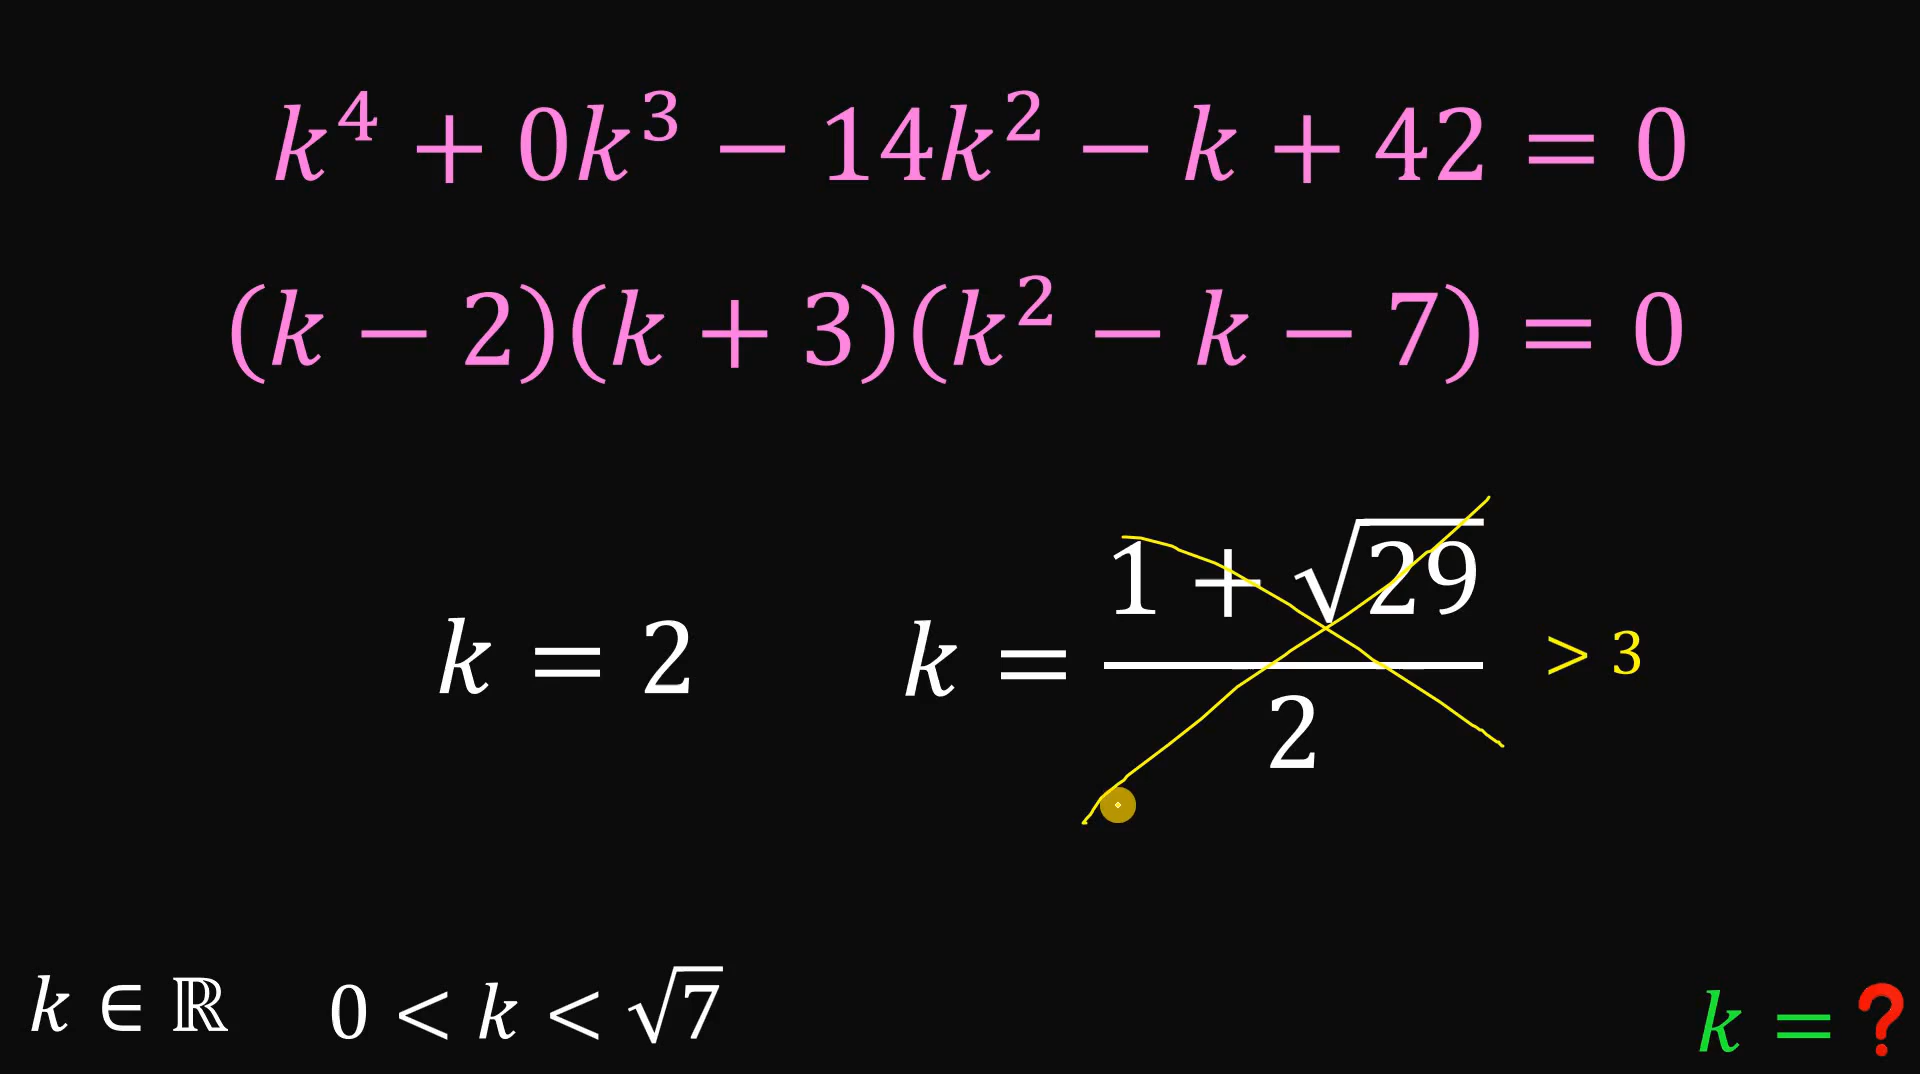 k⁴ + 0k³ − 14k² − k + 42 = 0
(k − 2)(k + 3)(k² − k − 7) = 0
k = 2
k = (1 + √29)/2 > 3
k ∈ ℝ
0 < k < √7
k = ?